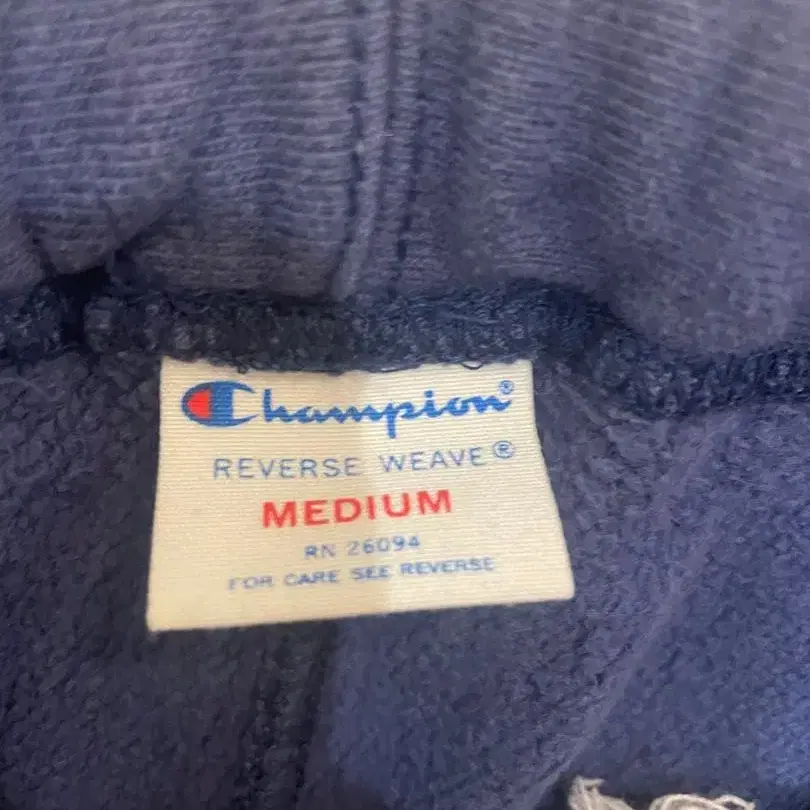 Champion®
REVERSE WEAVE®
MEDIUM
RN 26094
FOR CARE SEE REVERSE